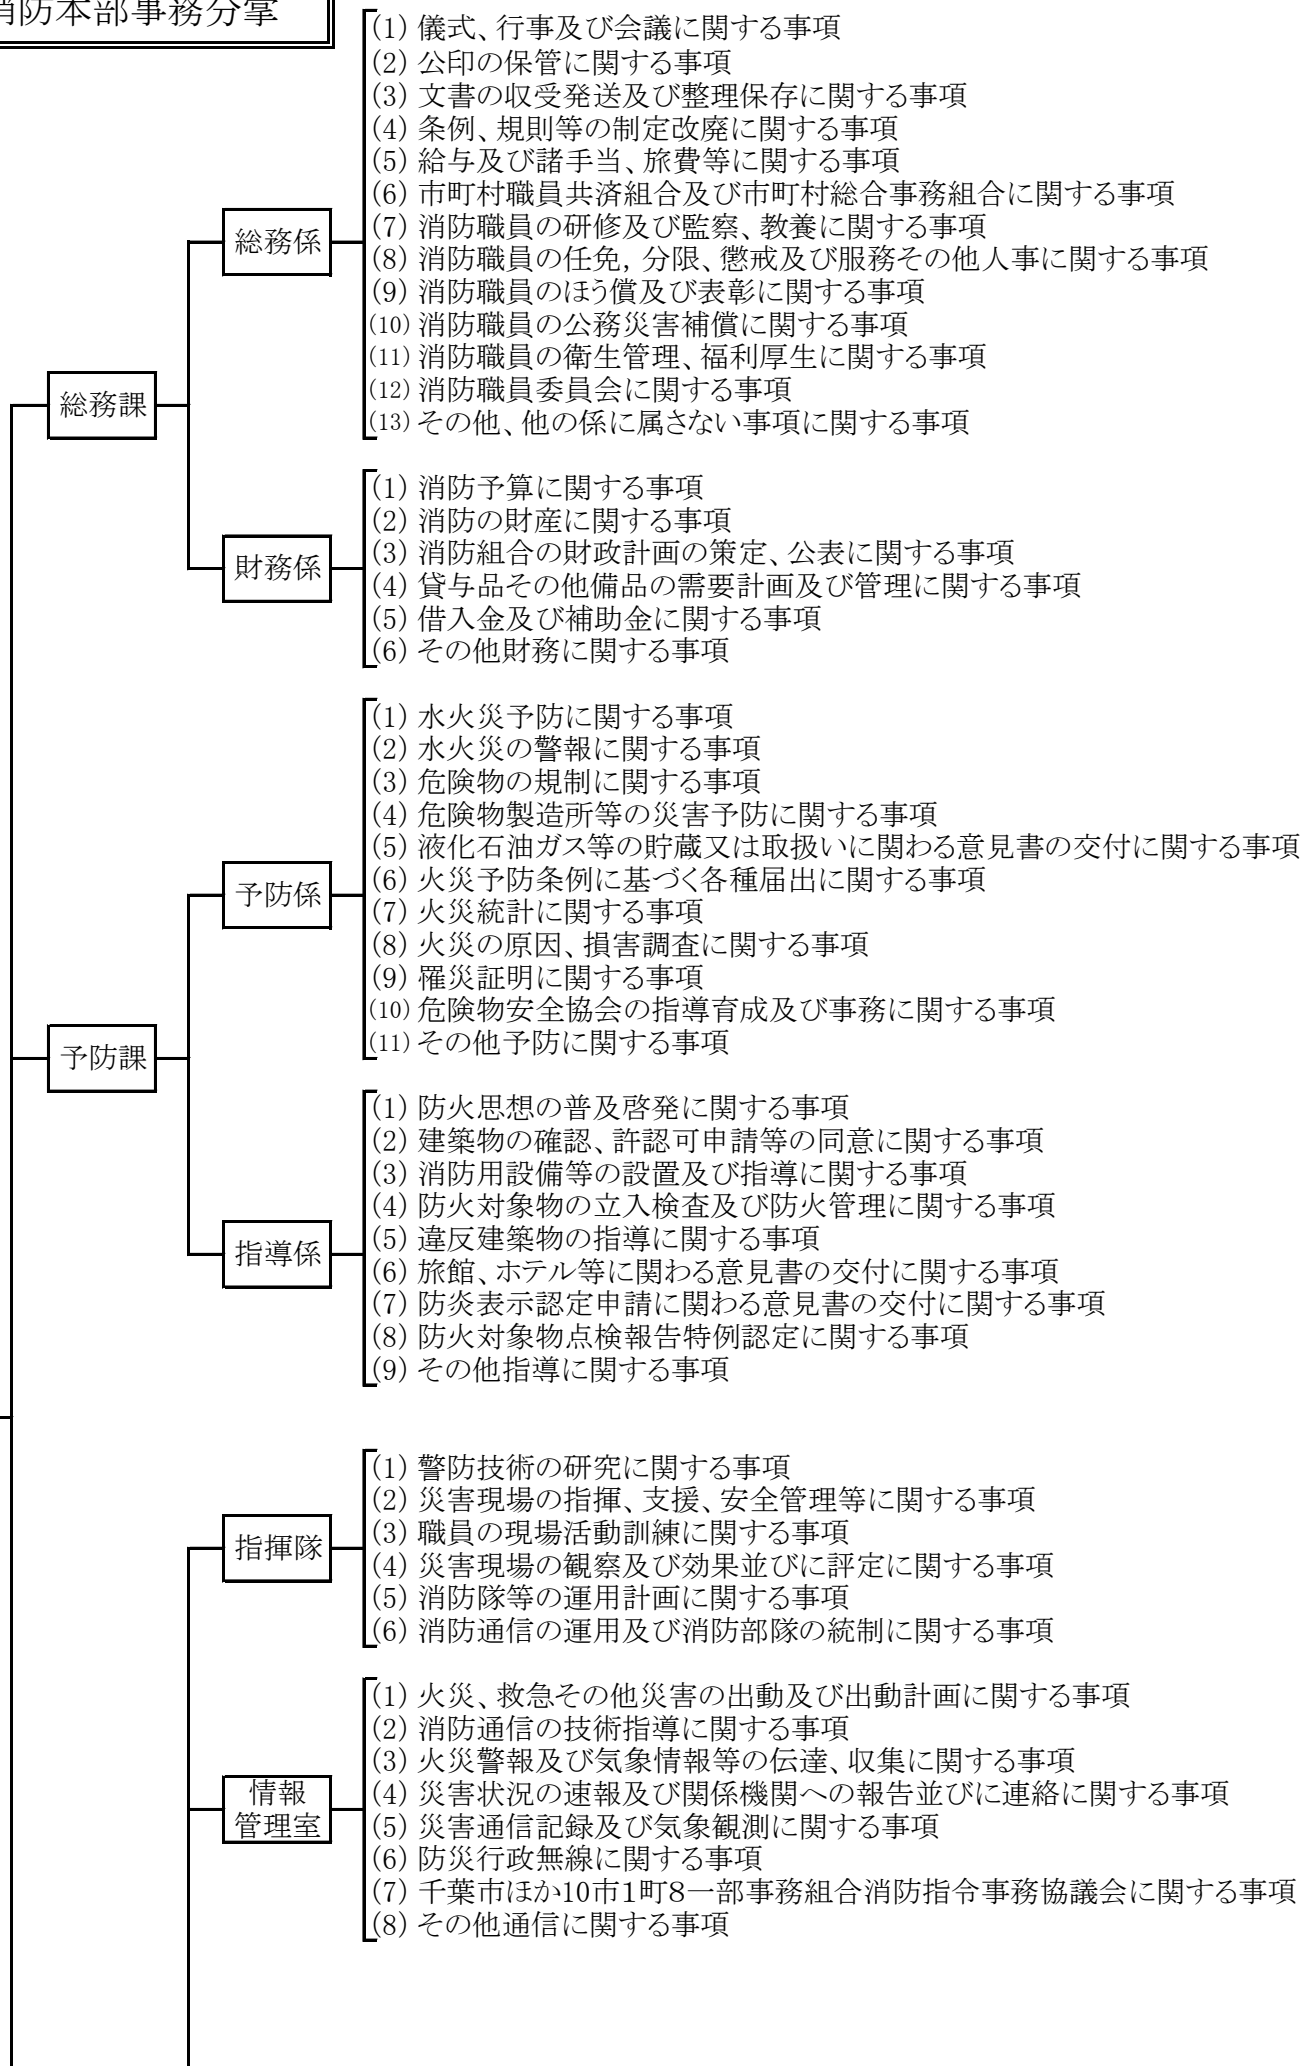 消防本部事務分掌
総務課
総務係
(1) 儀式、行事及び会議に関する事項
(2) 公印の保管に関する事項
(3) 文書の収受発送及び整理保存に関する事項
(4) 条例、規則等の制定改廃に関する事項
(5) 給与及び諸手当、旅費等に関する事項
(6) 市町村職員共済組合及び市町村総合事務組合に関する事項
(7) 消防職員の研修及び監察、教養に関する事項
(8) 消防職員の任免,分限、懲戒及び服務その他人事に関する事項
(9) 消防職員のほう償及び表彰に関する事項
(10) 消防職員の公務災害補償に関する事項
(11) 消防職員の衛生管理、福利厚生に関する事項
(12) 消防職員委員会に関する事項
(13) その他、他の係に属さない事項に関する事項
財務係
(1) 消防予算に関する事項
(2) 消防の財産に関する事項
(3) 消防組合の財政計画の策定、公表に関する事項
(4) 貸与品その他備品の需要計画及び管理に関する事項
(5) 借入金及び補助金に関する事項
(6) その他財務に関する事項
予防課
予防係
(1) 水火災予防に関する事項
(2) 水火災の警報に関する事項
(3) 危険物の規制に関する事項
(4) 危険物製造所等の災害予防に関する事項
(5) 液化石油ガス等の貯蔵又は取扱いに関わる意見書の交付に関する事項
(6) 火災予防条例に基づく各種届出に関する事項
(7) 火災統計に関する事項
(8) 火災の原因、損害調査に関する事項
(9) 罹災証明に関する事項
(10) 危険物安全協会の指導育成及び事務に関する事項
(11) その他予防に関する事項
指導係
(1) 防火思想の普及啓発に関する事項
(2) 建築物の確認、許認可申請等の同意に関する事項
(3) 消防用設備等の設置及び指導に関する事項
(4) 防火対象物の立入検査及び防火管理に関する事項
(5) 違反建築物の指導に関する事項
(6) 旅館、ホテル等に関わる意見書の交付に関する事項
(7) 防炎表示認定申請に関わる意見書の交付に関する事項
(8) 防火対象物点検報告特例認定に関する事項
(9) その他指導に関する事項
指揮隊
(1) 警防技術の研究に関する事項
(2) 災害現場の指揮、支援、安全管理等に関する事項
(3) 職員の現場活動訓練に関する事項
(4) 災害現場の観察及び効果並びに評定に関する事項
(5) 消防隊等の運用計画に関する事項
(6) 消防通信の運用及び消防部隊の統制に関する事項
情報
管理室
(1) 火災、救急その他災害の出動及び出動計画に関する事項
(2) 消防通信の技術指導に関する事項
(3) 火災警報及び気象情報等の伝達、収集に関する事項
(4) 災害状況の速報及び関係機関への報告並びに連絡に関する事項
(5) 災害通信記録及び気象観測に関する事項
(6) 防災行政無線に関する事項
(7) 千葉市ほか10市1町8一部事務組合消防指令事務協議会に関する事項
(8) その他通信に関する事項